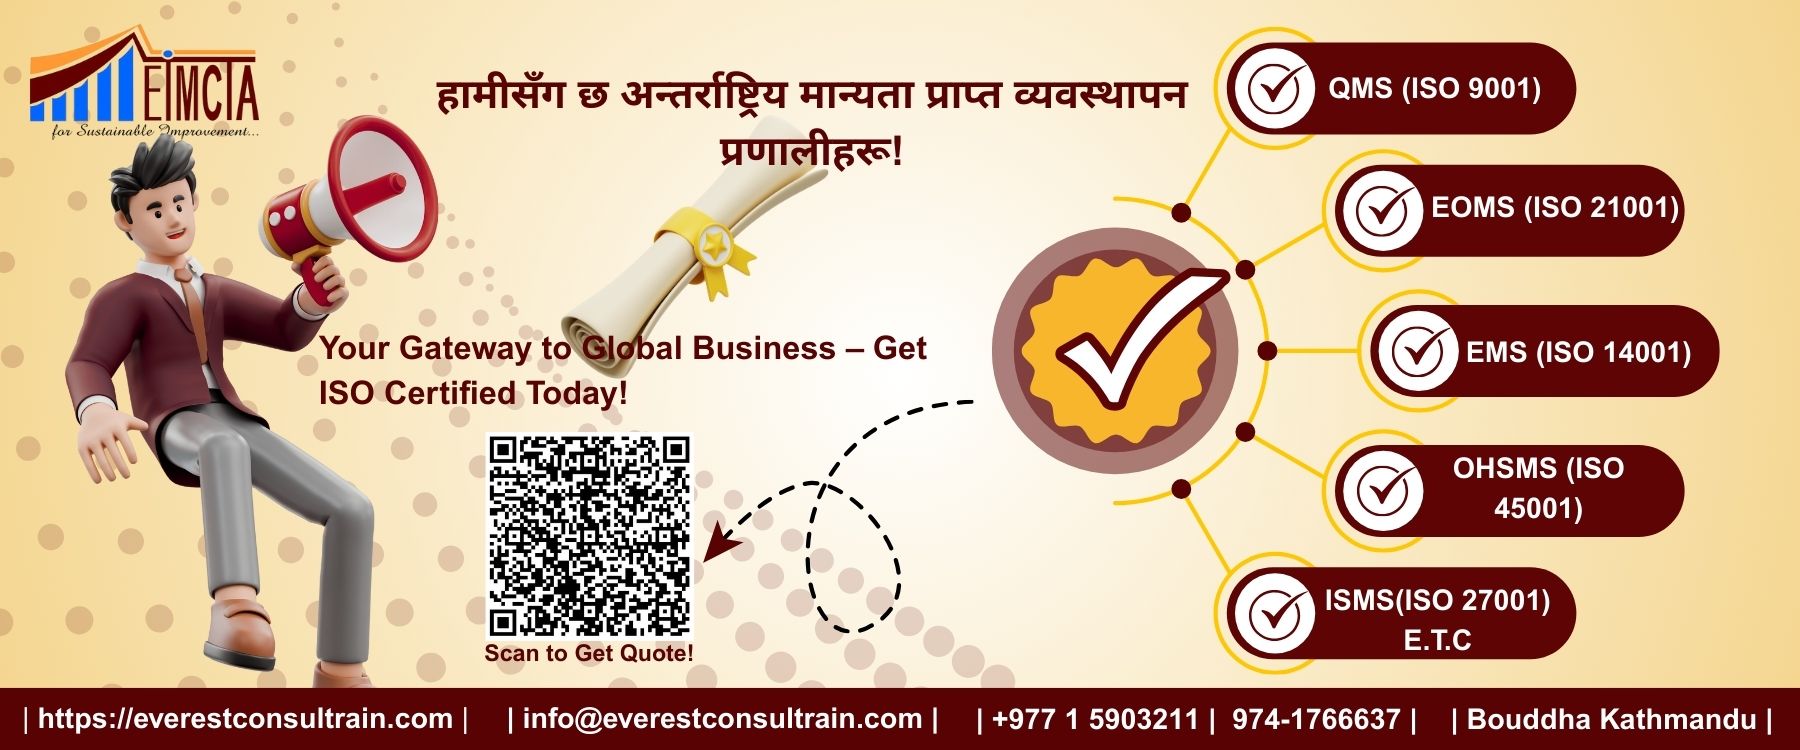 EIMCTA
for Sustainable Improvement...
हामीसँग छ अन्तर्राष्ट्रिय मान्यता प्राप्त व्यवस्थापन
प्रणालीहरू!
Your Gateway to Global Business – Get
ISO Certified Today!
Scan to Get Quote!
QMS (ISO 9001)
EOMS (ISO 21001)
EMS (ISO 14001)
OHSMS (ISO
45001)
ISMS(ISO 27001)
E.T.C
| https://everestconsultrain.com | | info@everestconsultrain.com | | +977 1 5903211 | 974-1766637 | | Bouddha Kathmandu |